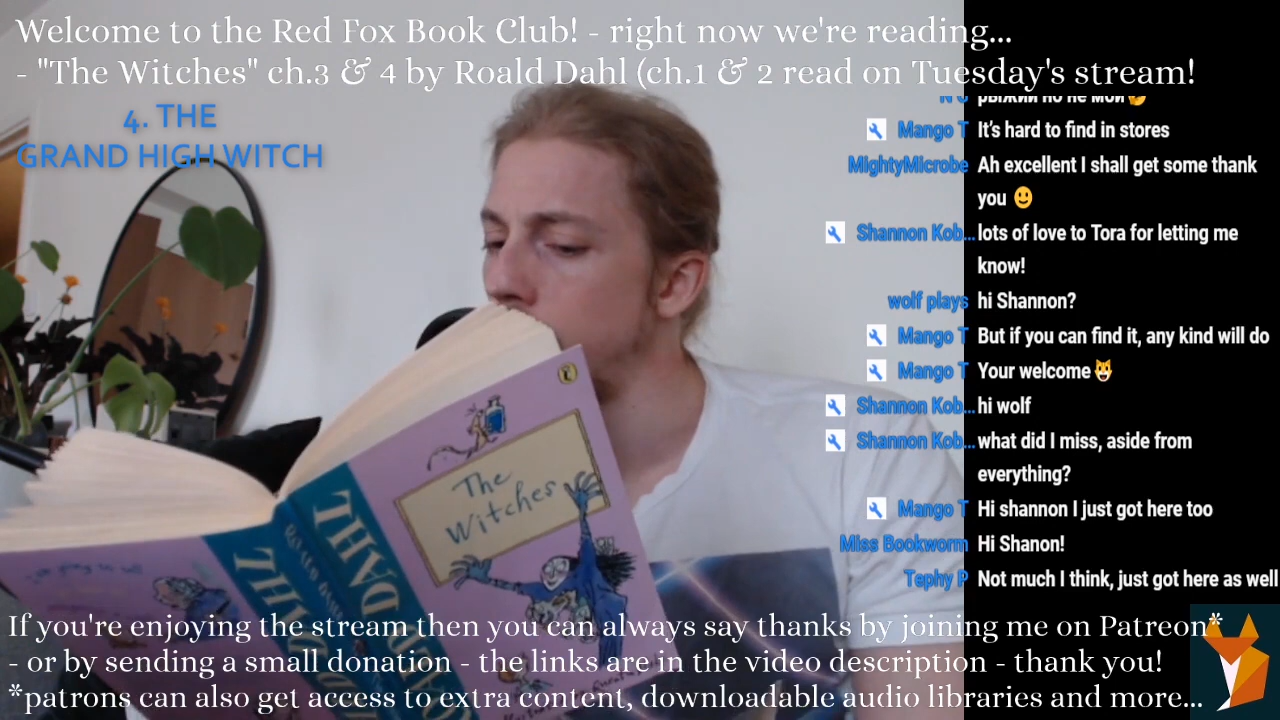 Welcome to the Red Fox Book Club! - right now we're reading...
- "The Witches" ch.3 & 4 by Roald Dahl (ch.1 & 2 read on Tuesday's stream!
4. THE
GRAND HIGH WITCH
рыжий но не мой
Mango T It's hard to find in stores
MightyMicrobe Ah excellent I shall get some thank
you 🙂
Shannon Kob... lots of love to Tora for letting me
know!
wolf plays hi Shannon?
Mango T But if you can find it, any kind will do
Mango T Your welcome😺
Shannon Kob... hi wolf
Shannon Kob... what did I miss, aside from
everything?
Mango T Hi shannon I just got here too
Miss Bookworm Hi Shanon!
Tephy P Not much I think, just got here as well
The
Witches
DAHL
If you're enjoying the stream then you can always say thanks by joining me on Patreon*
- or by sending a small donation - the links are in the video description - thank you!
*patrons can also get access to extra content, downloadable audio libraries and more...